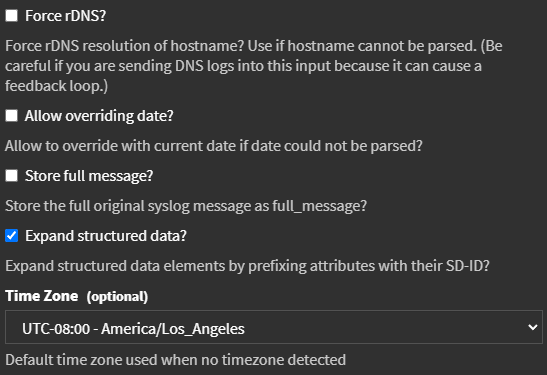 Force rDNS?
Force rDNS resolution of hostname? Use if hostname cannot be parsed. (Be
careful if you are sending DNS logs into this input because it can cause a
feedback loop.)
Allow overriding date?
Allow to override with current date if date could not be parsed?
Store full message?
Store the full original syslog message as full_message?
Expand structured data?
Expand structured data elements by prefixing attributes with their SD-ID?
Time Zone (optional)
UTC-08:00 - America/Los_Angeles
Default time zone used when no timezone detected